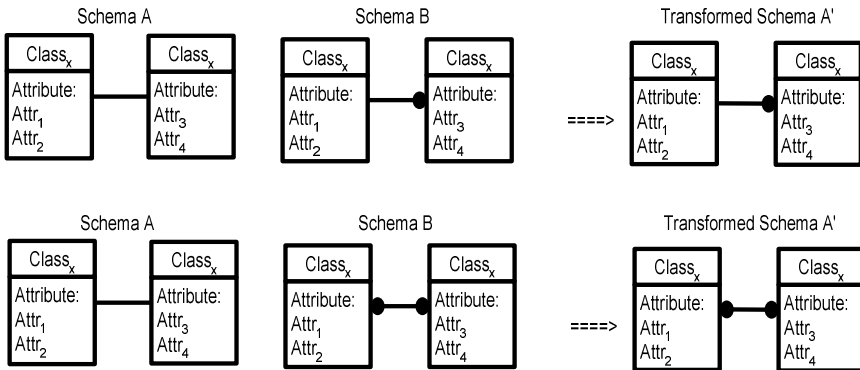 Schema A
Schema B
Transformed Schema A'
Classx
Attribute:
Attr1
Attr2
Classx
Attribute:
Attr3
Attr4
Classx
Attribute:
Attr1
Attr2
Classx
Attribute:
Attr3
Attr4
====>
Classx
Attribute:
Attr1
Attr2
Classx
Attribute:
Attr3
Attr4
Schema A
Schema B
Transformed Schema A'
Classx
Attribute:
Attr1
Attr2
Classx
Attribute:
Attr3
Attr4
Classx
Attribute:
Attr1
Attr2
Classx
Attribute:
Attr3
Attr4
====>
Classx
Attribute:
Attr1
Attr2
Classx
Attribute:
Attr3
Attr4